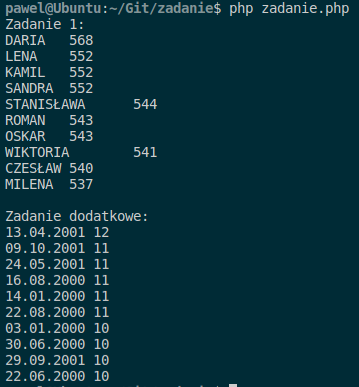 pawel@Ubuntu:~/Git/zadanie$ php zadanie.php
Zadanie 1:
DARIA 568
LENA 552
KAMIL 552
SANDRA 552
STANISŁAWA 544
ROMAN 543
OSKAR 543
WIKTORIA 541
CZESŁAW 540
MILENA 537

Zadanie dodatkowe:
13.04.2001 12
09.10.2001 11
24.05.2001 11
16.08.2000 11
14.01.2000 11
22.08.2000 11
03.01.2000 10
30.06.2000 10
29.09.2001 10
22.06.2000 10